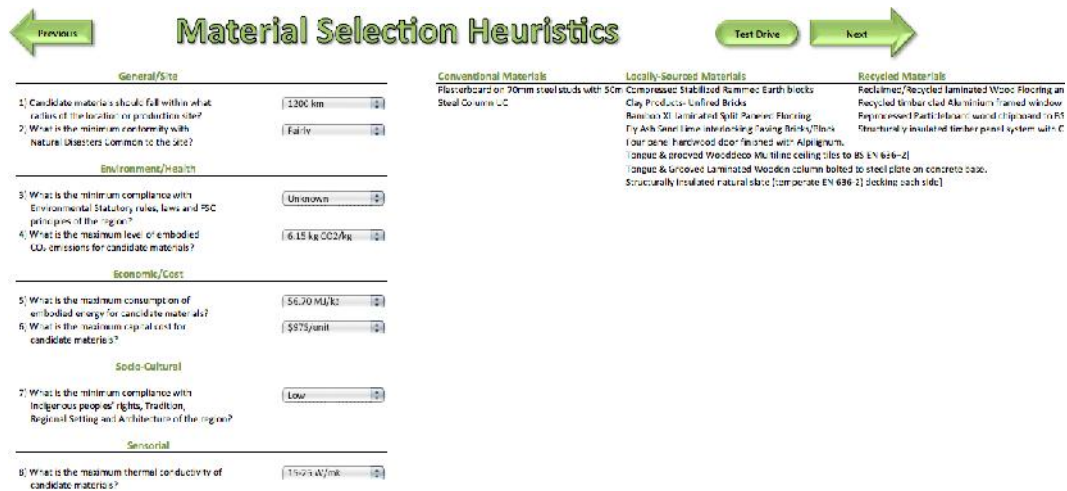 Previous
Material Selection Heuristics
Test Drive
Next
General/Site
1) Candidate materials should fall within what
radius of the location or production site?
1200 km
2) What is the minimum conformity with
Natural Disasters Common to the Site?
Fairly
Environment/Health
3) What is the minimum compliance with
Environmental Statutory rules, laws and FSC
principles of the region?
Unknown
4) What is the maximum level of embodied
CO₂ emissions for candidate materials?
6.15 kg CO2/kg
Economic/Cost
5) What is the maximum consumption of
embodied energy for candidate materials?
56.70 MJ/kg
6) What is the maximum capital cost for
candidate materials?
$975/unit
Socio-Cultural
7) What is the minimum compliance with
Indigenous peoples' rights, Tradition,
Regional Setting and Architecture of the region?
Low
Sensorial
8) What is the maximum thermal conductivity of
candidate materials?
15-25 W/mk
Conventional Materials
Plasterboard on 70mm steel studs with 50m
Steel Column UC
Locally-Sourced Materials
Compressed Stabilized Rammed Earth blocks
Clay Products- Unfired Bricks
Bamboo XL laminated Split Paneled Flooring
Fly Ash Sand Lime Interlocking Paving Bricks/Block
Four panel hardwood door finished with Alpilignum.
Tongue & grooved Wooddeco Multiline ceiling tiles to BS EN 636-2]
Tongue & Grooved Laminated Wooden column bolted to steel plate on concrete base.
Structurally Insulated natural slate (temperate EN 636-2) decking each side]
Recycled Materials
Reclaimed/Recycled laminated Wood Flooring an
Recycled timber clad Aluminium framed window
Reprocessed Particleboard wood chipboard to BS
Structurally insulated timber panel system with C